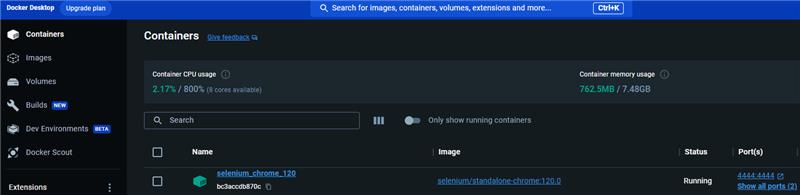 Docker Desktop Upgrade plan
Search for images, containers, volumes, extensions and more... Ctrl+K
Containers
Images
Volumes
Builds NEW
Dev Environments BETA
Docker Scout
Extensions
Containers Give feedback
Container CPU usage
2.17% / 800% (8 cores available)
Container memory usage
762.5MB / 7.48GB
Search
Only show running containers
Name Image Status Port(s)
selenium_chrome_120 selenium/standalone-chrome:120.0 Running 4444:4444
bc3accdb870c Show all ports (2)